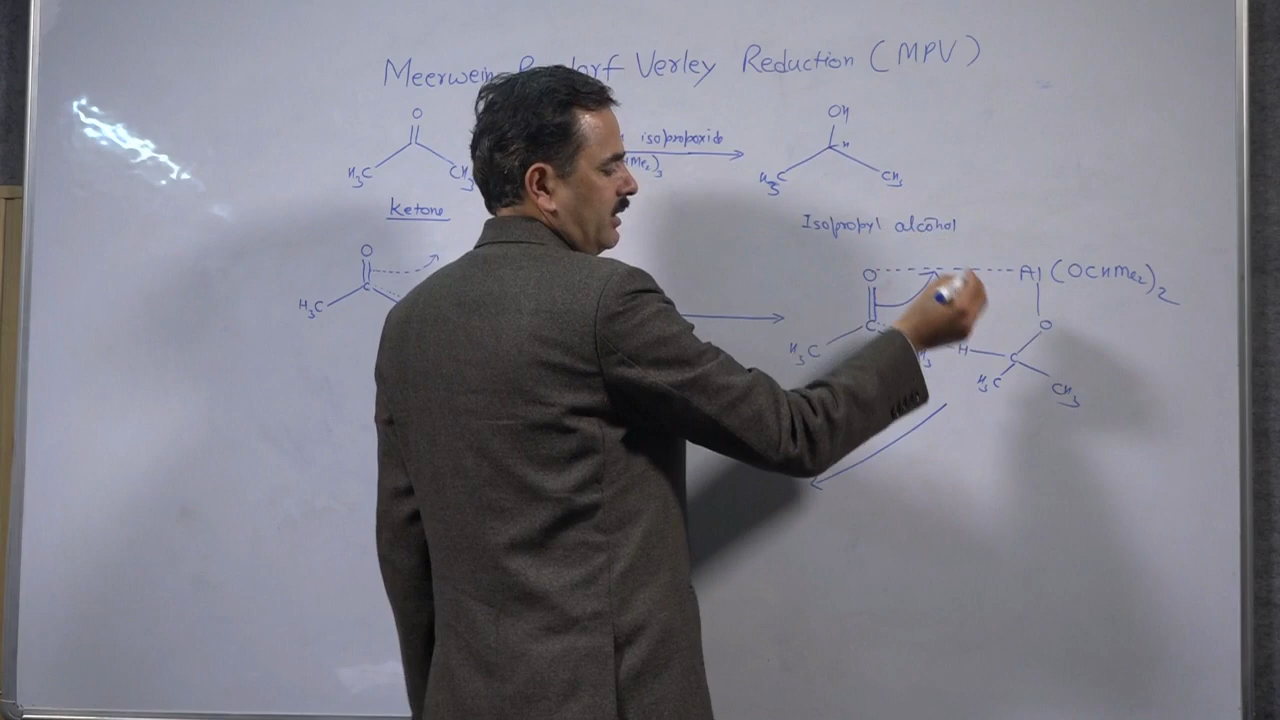 Meerwein Verley Reduction (MPV)
O OH
isopropoxide
H3C CH3 H3C CH3
Ketone
Isopropyl alcohol
O O Al(OCHMe2)2
C C O
H3C H3C H C
H3C CH3